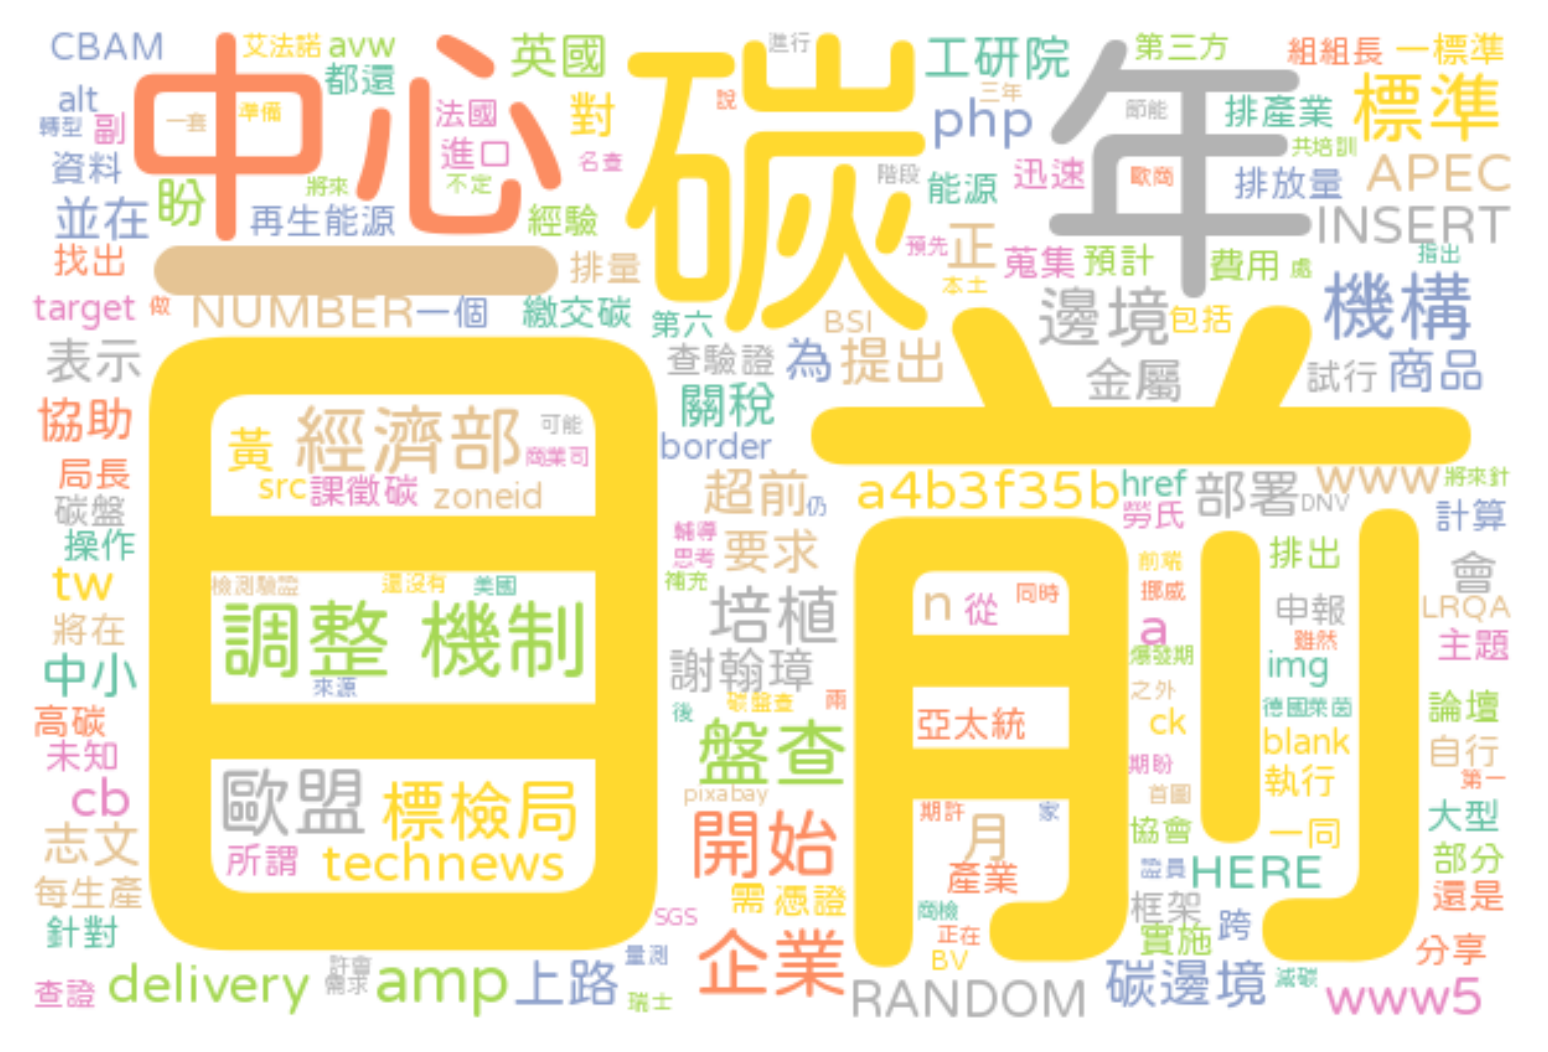 CBAM
艾法諾
avw
英國
進行
工研院
第三方
組組長
一標準
alt
都還
中心
碳
年
標準
轉型
副
一套
準備
法國
對
說
三年
php
節能
排產業
進口
名查
共培訓
資料
盼
將來
不定
階段
能源
迅速
歐商
排放量
APEC
並在
再生能源
經驗
預先
正
INSERT
找出
一
排量
蒐集
預計
費用
處
指出
本士
target
做
NUMBER
一個
繳交碳
第六
BSI
邊境
包括
機構
表示
查驗證
為
提出
金屬
試行
商品
目前
協助
關稅
黃
經濟部
可能
商業司
border
局長
src
課徵碳
zoneid
超前
仍
a4b3f35b
href
部署
www
將來針
碳盤
勞氏
DNV
計算
操作
輔導
思考
要求
前端
排出
會
tw
檢測驗證
還沒有
美國
補充
挪威
調整 機制
培植
n
從
同時
a
申報
LRQA
將在
雖然
主題
中小
來源
謝翰璋
爆發期
img
碳盤查
雨
之外
高碳
後
亞太統
ck
德國萊茵
論壇
未知
盤查
期盼
blank
自行
歐盟
標檢局
cb
pixabay
首圖
執行
第一
志文
開始
期許
月
家
協會
一同
大型
所謂
technews
產業
證員
HERE
部分
每生產
需
憑證
框架
還是
針對
SGS
商檢
正在
實施
跨
查證
delivery
許會
需求
amp
上路
量測
瑞士
企業
BV
RANDOM
碳邊境
減碳
分享
www5